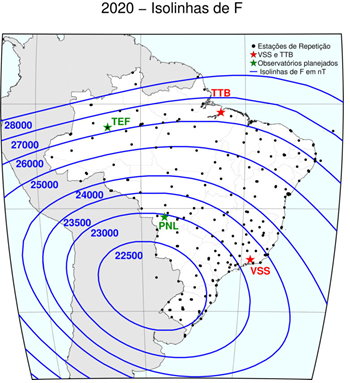 2020 − Isolinhas de F
Estações de Repetição
VSS e TTB
Observatórios planejados
Isolinhas de F em nT
TTB
TEF
28000
27000
26000
25000
24000
23500
PNL
23000
22500
VSS